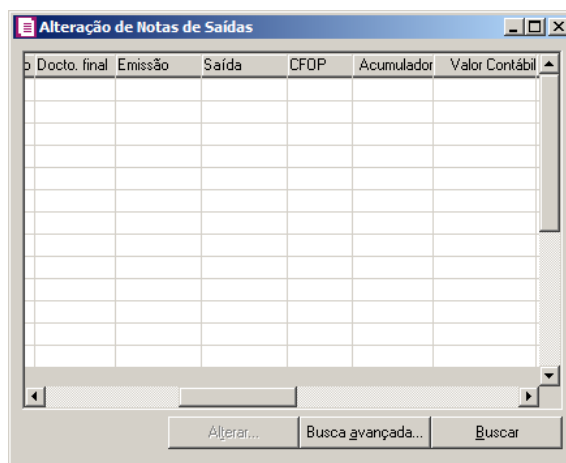 Alteração de Notas de Saídas
Docto. final Emissão Saída CFOP Acumulador Valor Contábil
Alterar... Busca avançada... Buscar